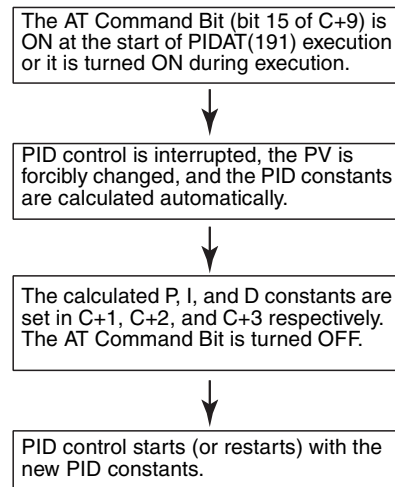 The AT Command Bit (bit 15 of C+9) is
ON at the start of PIDAT(191) execution
or it is turned ON during execution.
PID control is interrupted, the PV is
forcibly changed, and the PID constants
are calculated automatically.
The calculated P, I, and D constants are
set in C+1, C+2, and C+3 respectively.
The AT Command Bit is turned OFF.
PID control starts (or restarts) with the
new PID constants.